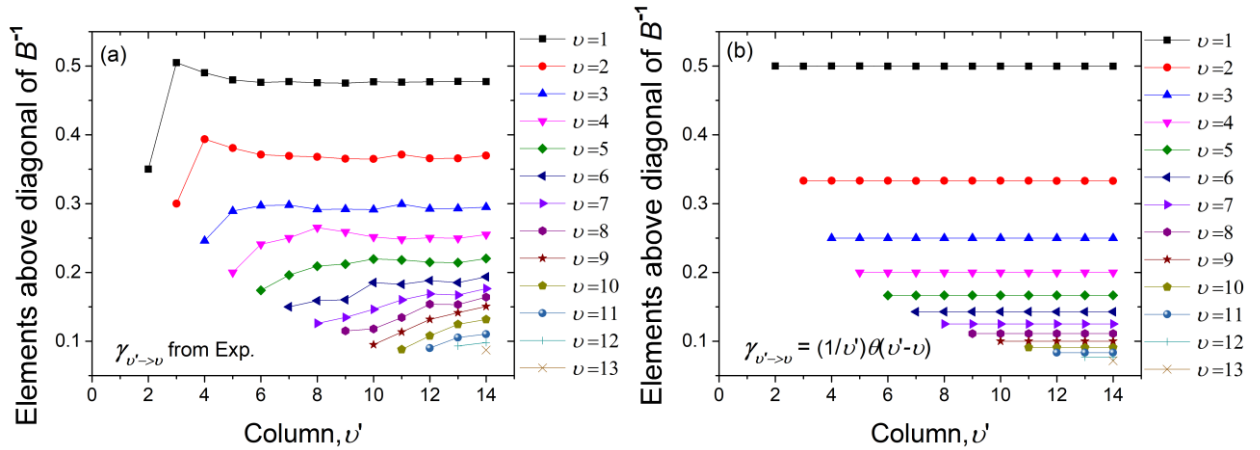 Elements above diagonal of B⁻¹
(a)
0.5
0.4
0.3
0.2
0.1
0 2 4 6 8 10 12 14
Column, υ'
γυ'->υ from Exp.
υ=1
υ=2
υ=3
υ=4
υ=5
υ=6
υ=7
υ=8
υ=9
υ=10
υ=11
υ=12
υ=13
Elements above diagonal of B⁻¹
(b)
0.5
0.4
0.3
0.2
0.1
0 2 4 6 8 10 12 14
Column, υ'
γυ'->υ = (1/υ')θ(υ'-υ)
υ=1
υ=2
υ=3
υ=4
υ=5
υ=6
υ=7
υ=8
υ=9
υ=10
υ=11
υ=12
υ=13